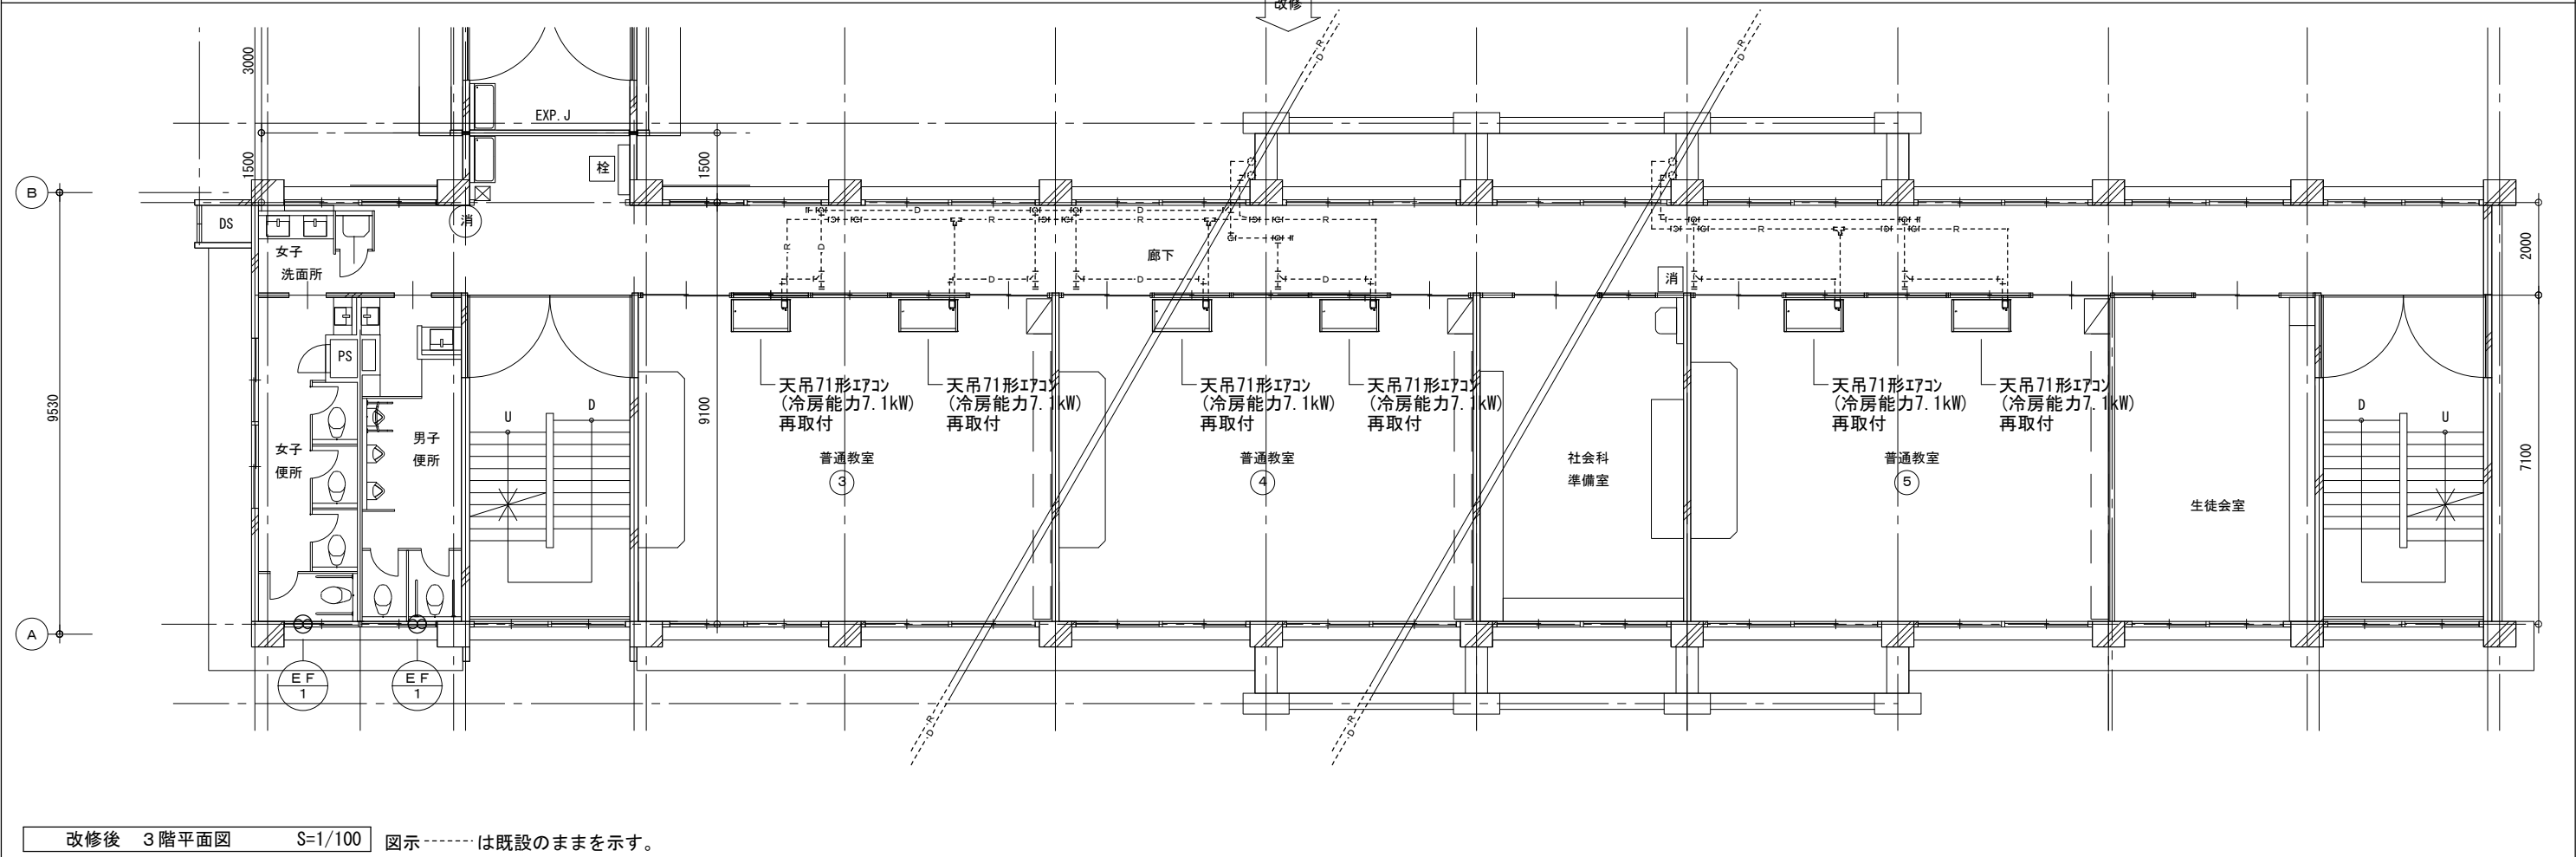 改修
3000
EXP. J
1500
栓
1500
B
DS
消
女子
洗面所
廊下
消
2000
PS
9530
9100
7100
U
D
D
U
天吊71形ｴｱｺﾝ
(冷房能力7.1kW)
再取付
天吊71形ｴｱｺﾝ
(冷房能力7.1kW)
再取付
天吊71形ｴｱｺﾝ
(冷房能力7.1kW)
再取付
天吊71形ｴｱｺﾝ
(冷房能力7.1kW)
再取付
天吊71形ｴｱｺﾝ
(冷房能力7.1kW)
再取付
天吊71形ｴｱｺﾝ
(冷房能力7.1kW)
再取付
女子
便所
男子
便所
普通教室
③
普通教室
④
社会科
準備室
普通教室
⑤
生徒会室
A
EF
1
EF
1
改修後 3階平面図 S=1/100
図示------は既設のままを示す。